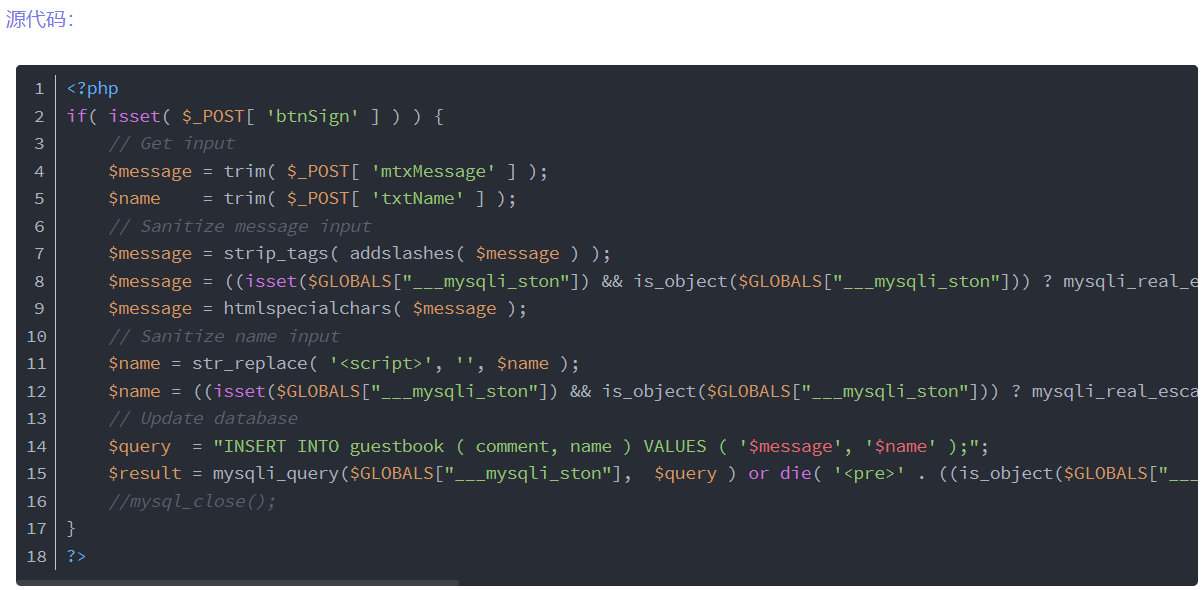 源代码：
1 <?php
2 if( isset( $_POST[ 'btnSign' ] ) ) {
3     // Get input
4     $message = trim( $_POST[ 'mtxMessage' ] );
5     $name    = trim( $_POST[ 'txtName' ] );
6     // Sanitize message input
7     $message = strip_tags( addslashes( $message ) );
8     $message = ((isset($GLOBALS["___mysqli_ston"]) && is_object($GLOBALS["___mysqli_ston"])) ? mysqli_real_e
9     $message = htmlspecialchars( $message );
10     // Sanitize name input
11     $name = str_replace( '<script>', '', $name );
12     $name = ((isset($GLOBALS["___mysqli_ston"]) && is_object($GLOBALS["___mysqli_ston"])) ? mysqli_real_esca
13     // Update database
14     $query  = "INSERT INTO guestbook ( comment, name ) VALUES ( '$message', '$name' );";
15     $result = mysqli_query($GLOBALS["___mysqli_ston"],  $query ) or die( '<pre>' . ((is_object($GLOBALS["___
16     //mysql_close();
17 }
18 ?>